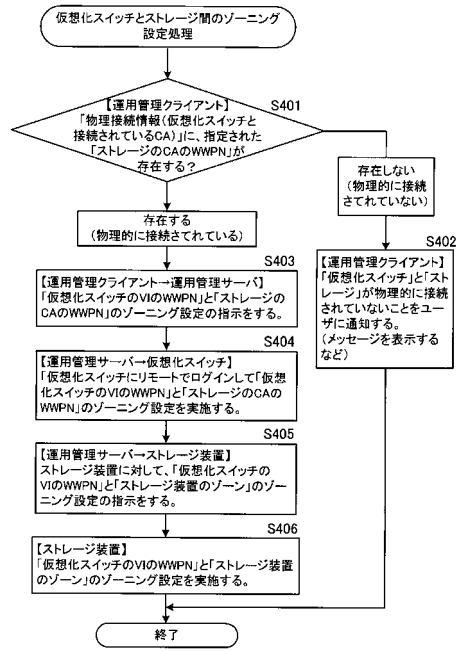 仮想化スイッチとストレージ間のゾーニング
設定処理
S401
【運用管理クライアント】
「物理接続情報(仮想化スイッチと
接続されているCA)」に、指定された
「ストレージのCAのWWPN」が
存在する?
存在しない
(物理的に接続
さてれていない)
存在する
(物理的に接続さてれている)
S402
【運用管理クライアント】
「仮想化スイッチ」と「スト
レージ」が物理的に接続
されていないことをユー
ザに通知する。
(メッセージを表示する
など)
S403
【運用管理クライアント→運用管理サーバ】
「仮想化スイッチのVIのWWPN」と「ストレージの
CAのWWPN」のゾーニング設定の指示をする。
S404
【運用管理サーバ→仮想化スイッチ】
「仮想化スイッチにリモートでログインして「仮想
化スイッチのVIのWWPN」と「ストレージのCAの
WWPN」のゾーニング設定を実施する。
S405
【運用管理サーバ→ストレージ装置】
ストレージ装置に対して、「仮想化スイッチの
VIのWWPN」と「ストレージ装置のゾーン」のゾー
ニング設定の指示をする。
S406
【ストレージ装置】
「仮想化スイッチのVIのWWPN」と「ストレージ装置
のゾーン」のゾーニング設定を実施する。
終了